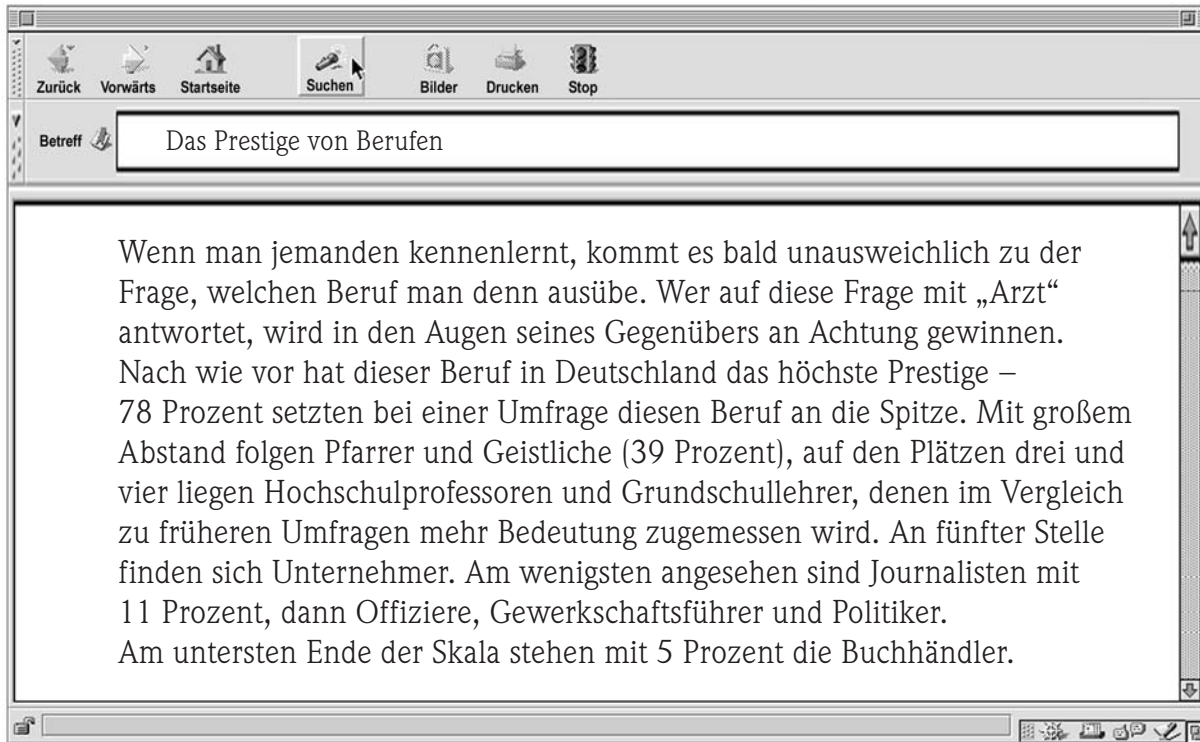 Zurück Vorwärts Startseite Suchen Bilder Drucken Stop
Betreff Das Prestige von Berufen
Wenn man jemanden kennenlernt, kommt es bald unausweichlich zu der
Frage, welchen Beruf man denn ausübe. Wer auf diese Frage mit „Arzt“
antwortet, wird in den Augen seines Gegenübers an Achtung gewinnen.
Nach wie vor hat dieser Beruf in Deutschland das höchste Prestige –
78 Prozent setzten bei einer Umfrage diesen Beruf an die Spitze. Mit großem
Abstand folgen Pfarrer und Geistliche (39 Prozent), auf den Plätzen drei und
vier liegen Hochschulprofessoren und Grundschullehrer, denen im Vergleich
zu früheren Umfragen mehr Bedeutung zugemessen wird. An fünfter Stelle
finden sich Unternehmer. Am wenigsten angesehen sind Journalisten mit
11 Prozent, dann Offiziere, Gewerkschaftsführer und Politiker.
Am untersten Ende der Skala stehen mit 5 Prozent die Buchhändler.